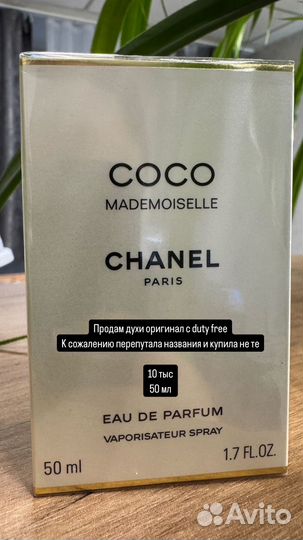 COCO
MADEMOISELLE
CHANEL
PARIS
Продам духи оригинал с duty free
К сожалению перепутала названия и купила не те
10 тыс
50 мл
EAU DE PARFUM
VAPORISATEUR SPRAY
50 ml 1.7 FL.OZ.
Avito